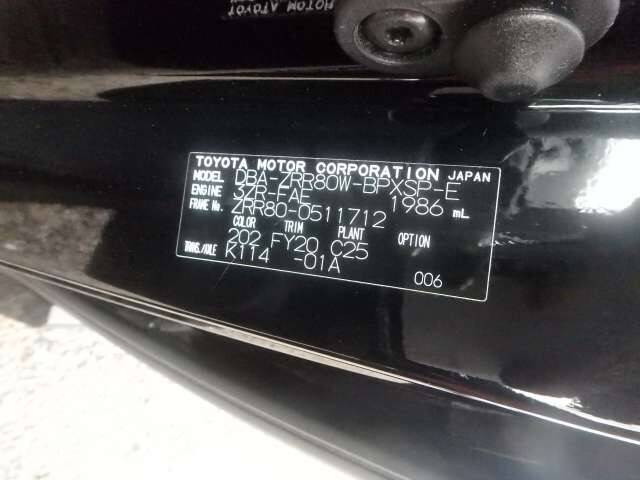 TOYOTA MOTOR CORPORATION JAPAN
MODEL DBA-ZRR80W-BPXSP-E
ENGINE 3ZR-FAE 1986 mL
FRAME No. ZRR80-0511712
COLOR TRIM PLANT OPTION
202 FY20 C25
TRANS./AXLE K114 -01A
006